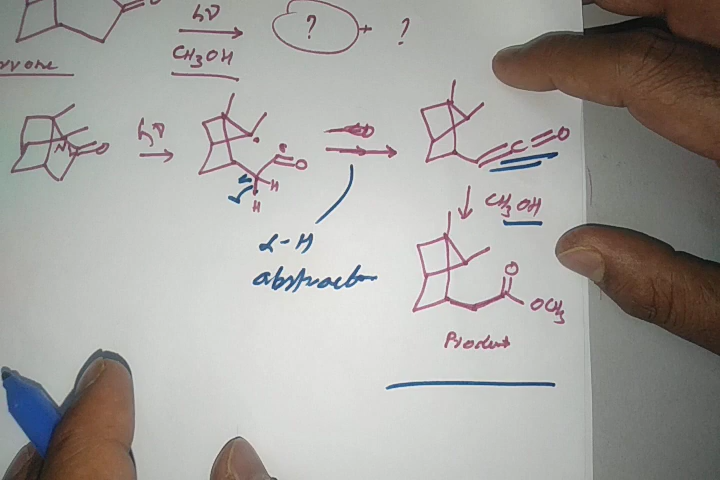 hν
? + ?
CH3OH
hν
O
H
H
C O
CH3OH
α-H
abstraction
O
OCH3
Product